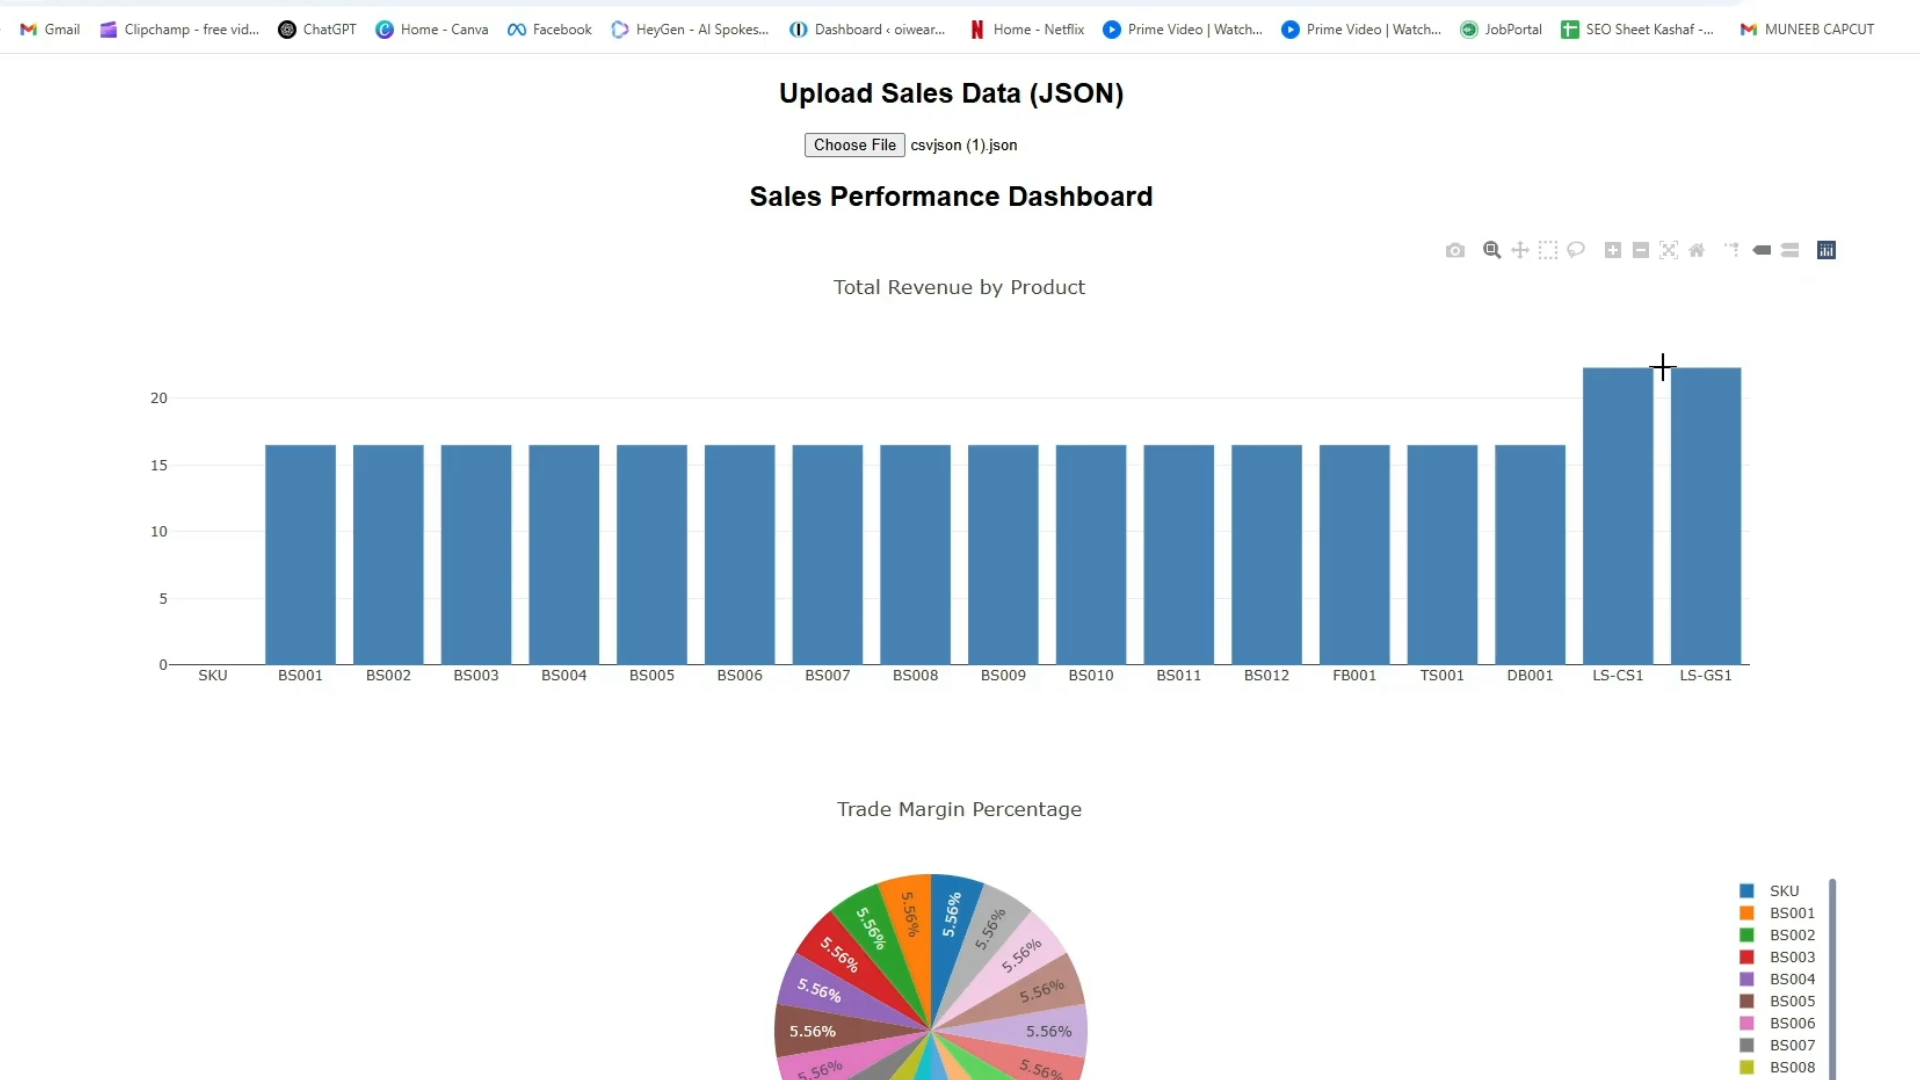 Gmail
Clipchamp - free vid...
ChatGPT
Home - Canva
Facebook
HeyGen - AI Spokes...
Dashboard ‹ oiwear...
Home - Netflix
Prime Video | Watch...
Prime Video | Watch...
JobPortal
SEO Sheet Kashaf -...
MUNEEB CAPCUT
Upload Sales Data (JSON)
Choose File csvjson (1).json
Sales Performance Dashboard
Total Revenue by Product
20
15
10
5
0
SKU BS001 BS002 BS003 BS004 BS005 BS006 BS007 BS008 BS009 BS010 BS011 BS012 FB001 TS001 DB001 LS-CS1 LS-GS1
Trade Margin Percentage
5.56%
5.56%
5.56%
5.56%
5.56%
5.56%
5.56%
5.56%
5.56%
5.56%
5.56%
5.56%
SKU
BS001
BS002
BS003
BS004
BS005
BS006
BS007
BS008